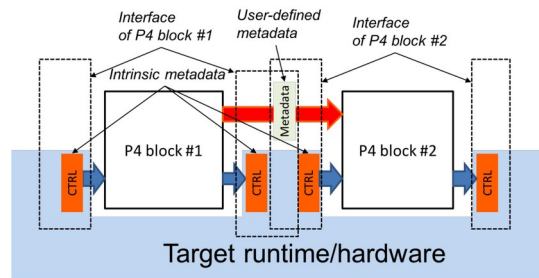 Interface
of P4 block #1
User-defined
metadata
Interface
of P4 block #2
Intrinsic metadata
Metadata
P4 block #1
P4 block #2
CTRL
CTRL
CTRL
CTRL
Target runtime/hardware